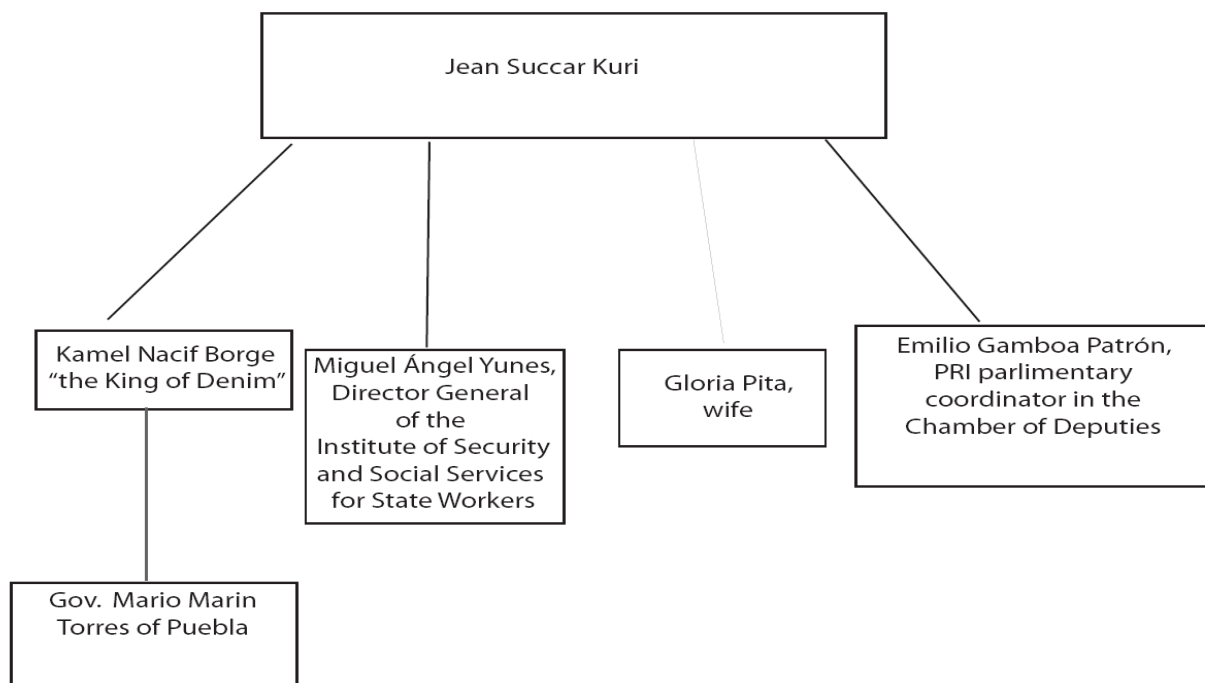 Jean Succar Kuri
Kamel Nacif Borge
“the King of Denim”
Miguel Ángel Yunes,
Director General
of the
Institute of Security
and Social Services
for State Workers
Gloria Pita,
wife
Emilio Gamboa Patrón,
PRI parlimentary
coordinator in the
Chamber of Deputies
Gov. Mario Marin
Torres of Puebla